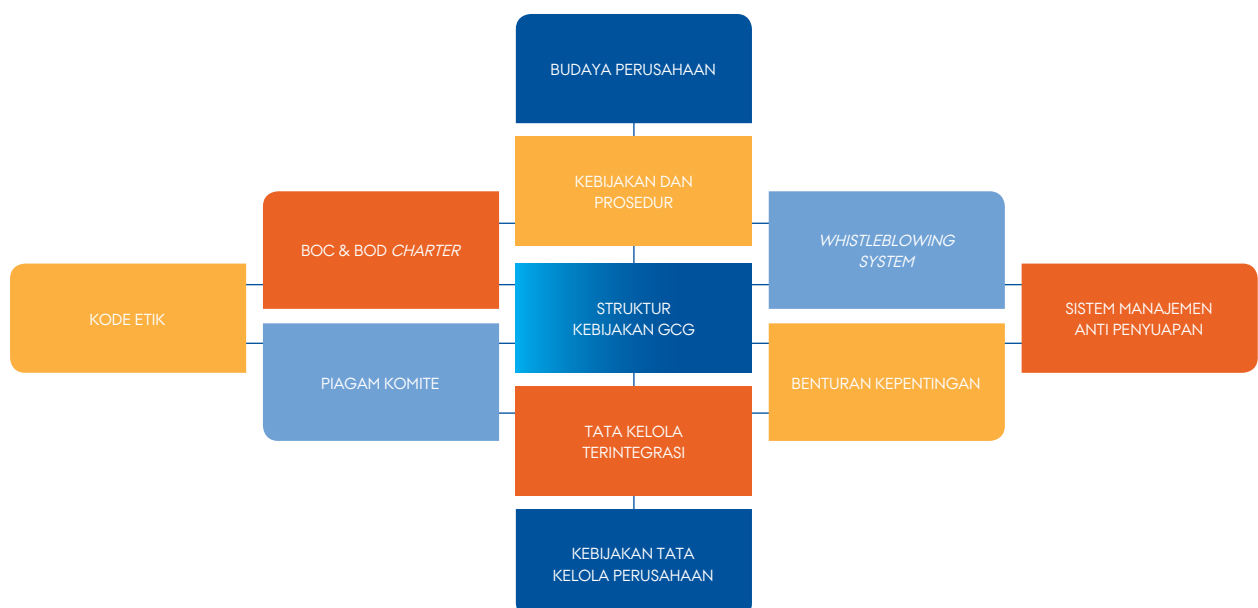 BUDAYA PERUSAHAAN
KEBIJAKAN DAN
PROSEDUR
BOC & BOD CHARTER
WHISTLEBLOWING
SYSTEM
KODE ETIK
STRUKTUR
KEBIJAKAN GCG
SISTEM MANAJEMEN
ANTI PENYUAPAN
PIAGAM KOMITE
BENTURAN KEPENTINGAN
TATA KELOLA
TERINTEGRASI
KEBIJAKAN TATA
KELOLA PERUSAHAAN